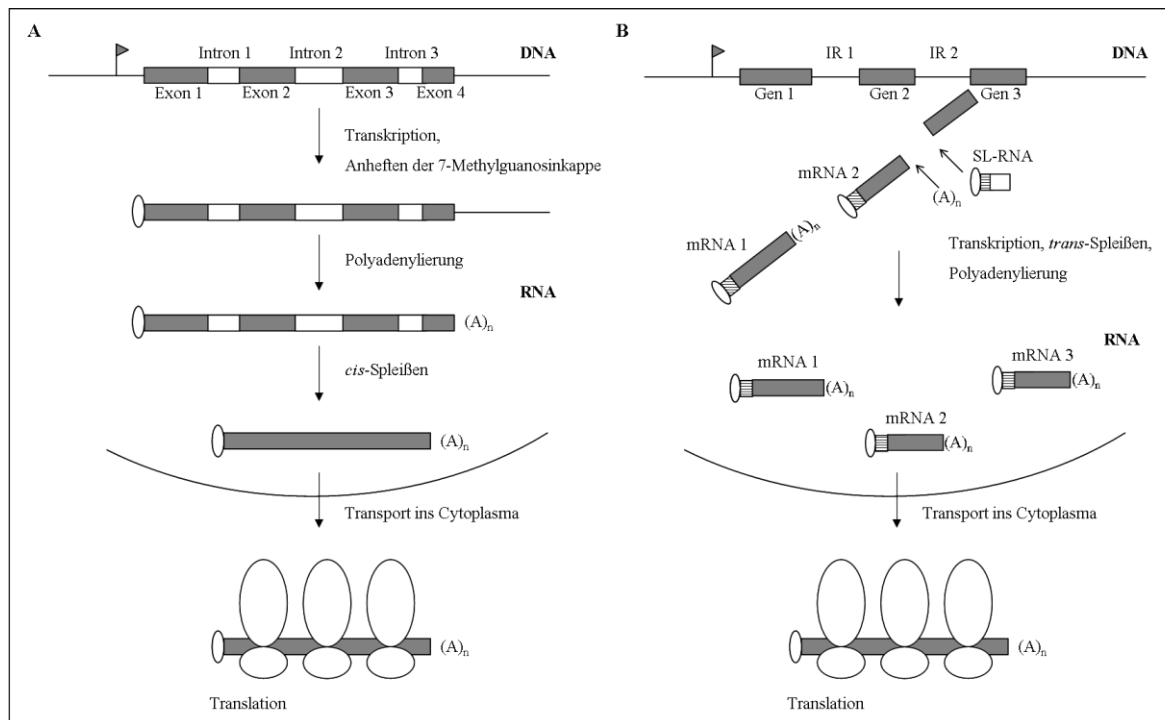 A
Intron 1 Intron 2 Intron 3 DNA
Exon 1 Exon 2 Exon 3 Exon 4
Transkription,
Anheften der 7-Methylguanosinkappe
Polyadenylierung
RNA
(A)n
cis-Spleißen
(A)n
Transport ins Cytoplasma
(A)n
Translation
B
IR 1 IR 2 DNA
Gen 1 Gen 2 Gen 3
SL-RNA
mRNA 2
(A)n
mRNA 1 (A)n
Transkription, trans-Spleißen,
Polyadenylierung
RNA
mRNA 1 mRNA 3
(A)n (A)n
mRNA 2
(A)n
Transport ins Cytoplasma
(A)n
Translation